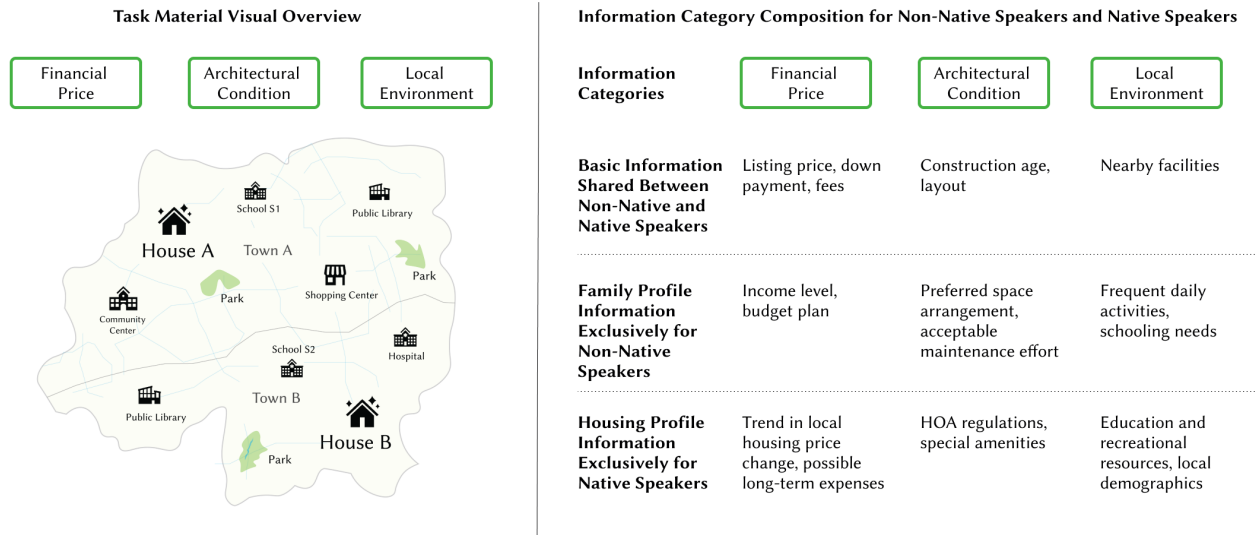 Task Material Visual Overview
Financial
Price
Architectural
Condition
Local
Environment
School S1
Public Library
House A
Town A
Park
Park
Shopping Center
Community
Center
School S2
Hospital
Public Library
Town B
House B
Park
Information Category Composition for Non-Native Speakers and Native Speakers
Information
Categories
Financial
Price
Architectural
Condition
Local
Environment
Basic Information
Shared Between
Non-Native and
Native Speakers
Listing price, down
payment, fees
Construction age,
layout
Nearby facilities
Family Profile
Information
Exclusively for
Non-Native
Speakers
Income level,
budget plan
Preferred space
arrangement,
acceptable
maintenance effort
Frequent daily
activities,
schooling needs
Housing Profile
Information
Exclusively for
Native Speakers
Trend in local
housing price
change, possible
long-term expenses
HOA regulations,
special amenities
Education and
recreational
resources, local
demographics